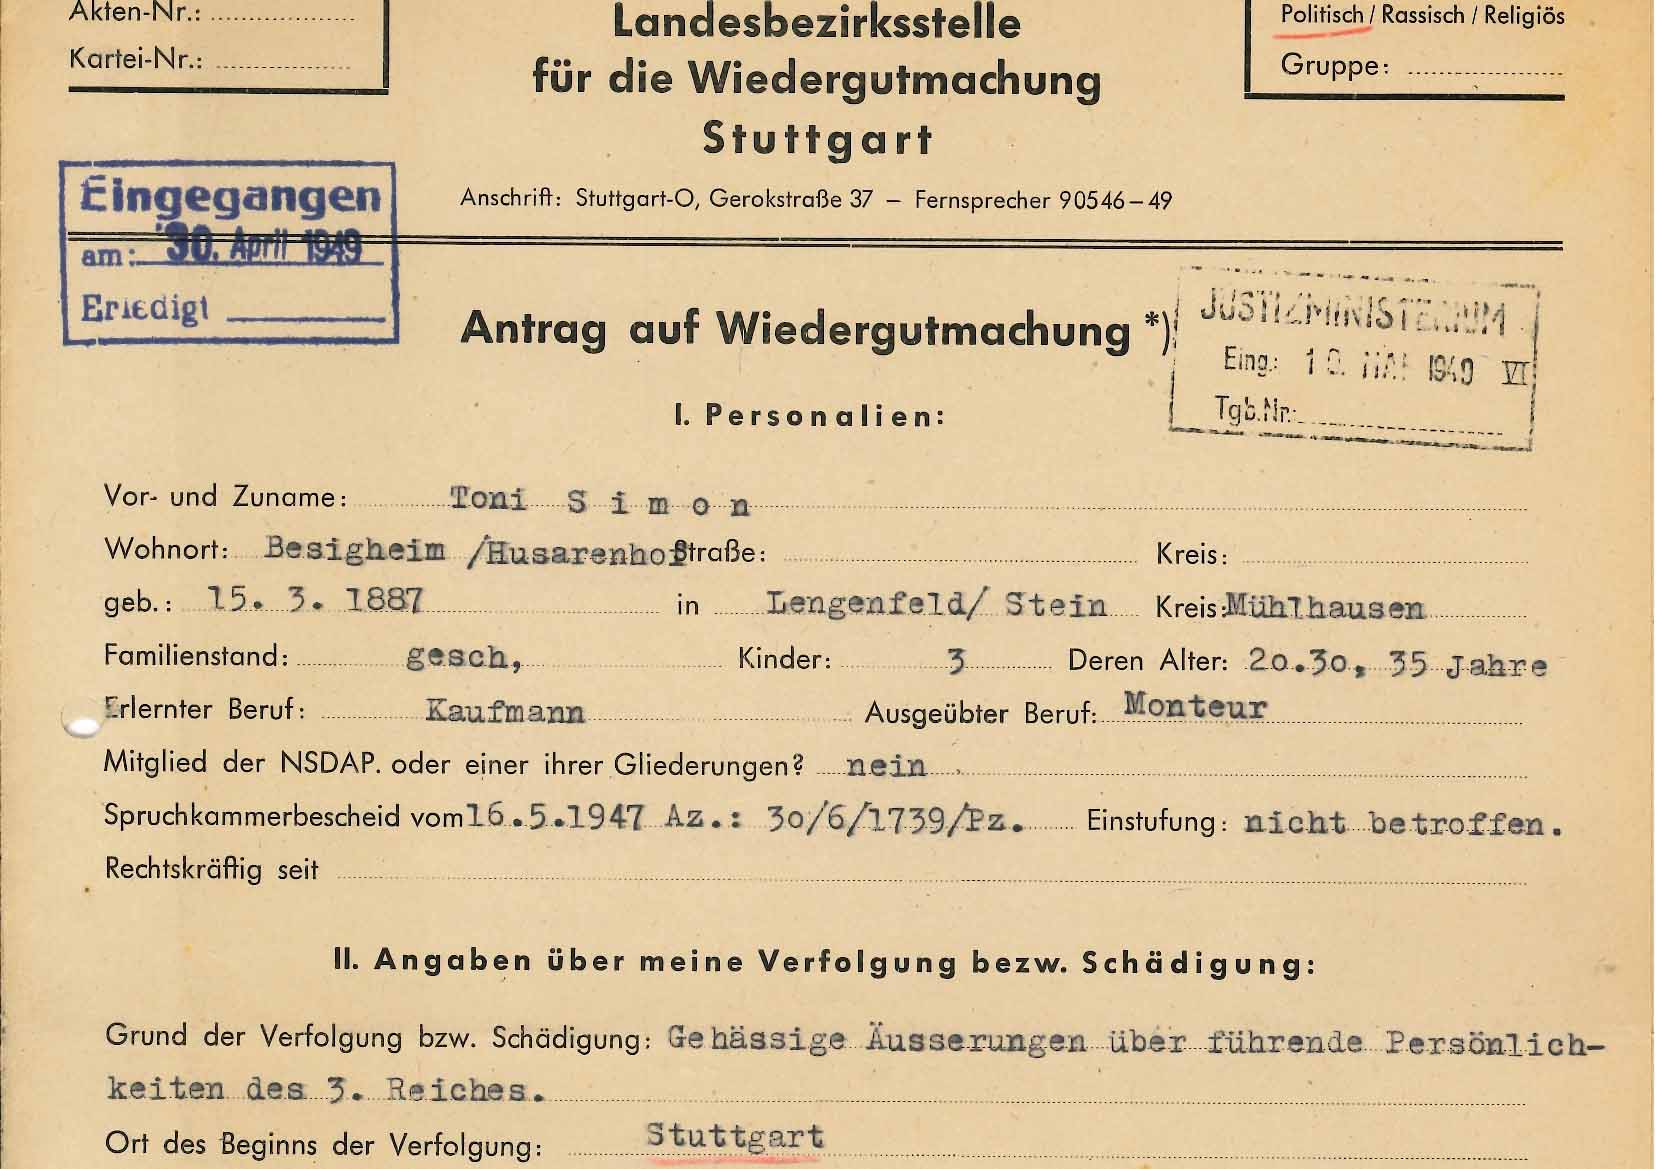 Akten-Nr.:
Kartei-Nr.:
Landesbezirksstelle
für die Wiedergutmachung
Stuttgart
Politisch / Rassisch / Religiös
Gruppe:
Anschrift: Stuttgart-O, Gerokstraße 37 – Fernsprecher 90546–49
Eingegangen
am: 30. April 1949
Erledigt
Antrag auf Wiedergutmachung *)
JUSTIZMINISTERIUM
Eing.: MAI 1949 VI
Tgb.Nr.
I. Personalien:
Vor- und Zuname: Toni Simon
Wohnort: Besigheim /Husarenhof Straße: Kreis:
geb.: 15. 3. 1887 in Lengenfeld/ Stein Kreis: Mühlhausen
Familienstand: gesch, Kinder: 3 Deren Alter: 20.30, 35 Jahre
Erlernter Beruf: Kaufmann Ausgeübter Beruf: Monteur
Mitglied der NSDAP. oder einer ihrer Gliederungen? nein
Spruchkammerbescheid vom 16.5.1947 Az.: 30/6/1739/Pz. Einstufung: nicht betroffen.
Rechtskräftig seit
II. Angaben über meine Verfolgung bezw. Schädigung:
Grund der Verfolgung bzw. Schädigung: Gehässige Äusserungen über führende Persönlich-
keiten des 3. Reiches.
Ort des Beginns der Verfolgung: Stuttgart